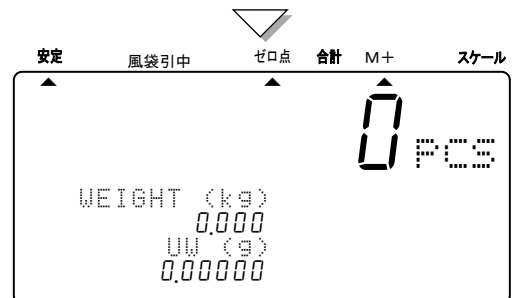 安定 風袋引中 ゼロ点 合計 M+ スケール
0 PCS
WEIGHT (kg)
0.000
UW (g)
0.00000